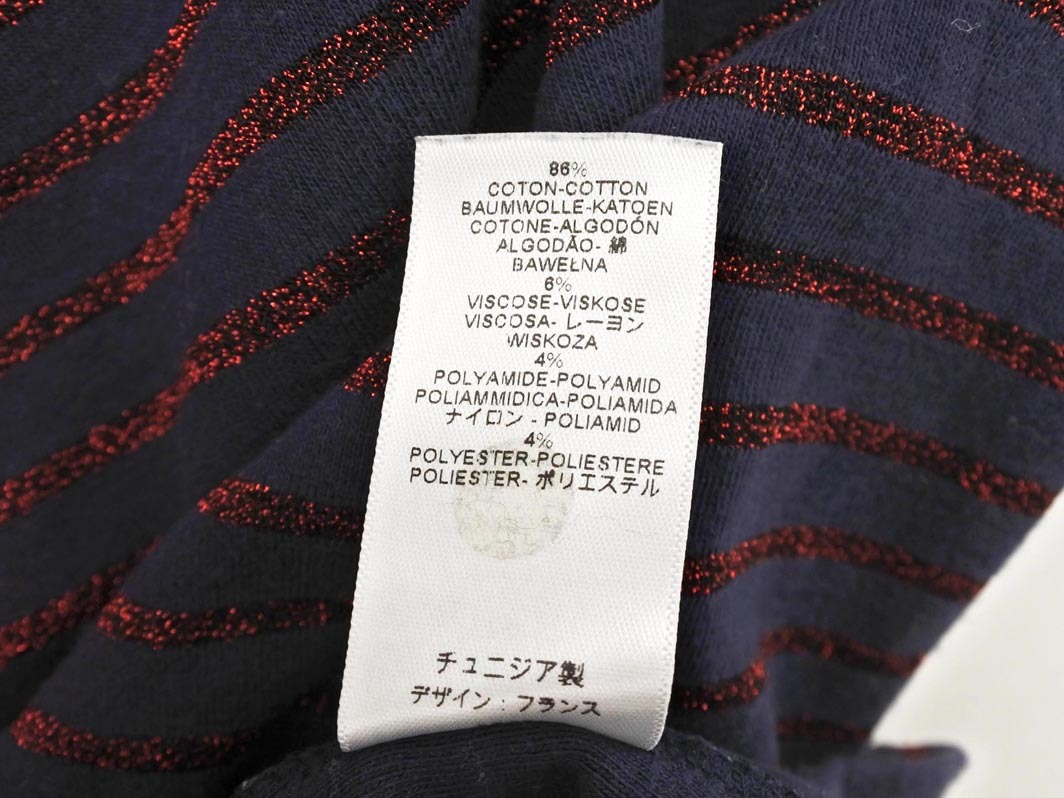 86%
COTON-COTTON
BAUMWOLLE-KATOEN
COTONE-ALGODÓN
ALGODÃO- 綿
BAWEŁNA
6%
VISCOSE-VISKOSE
VISCOSA- レーヨン
WISKOZA
4%
POLYAMIDE-POLYAMID
POLIAMMIDICA-POLIAMIDA
ナイロン - POLIAMID
4%
POLYESTER-POLIESTERE
POLIESTER- ポリエステル
チュニジア製
デザイン : フランス